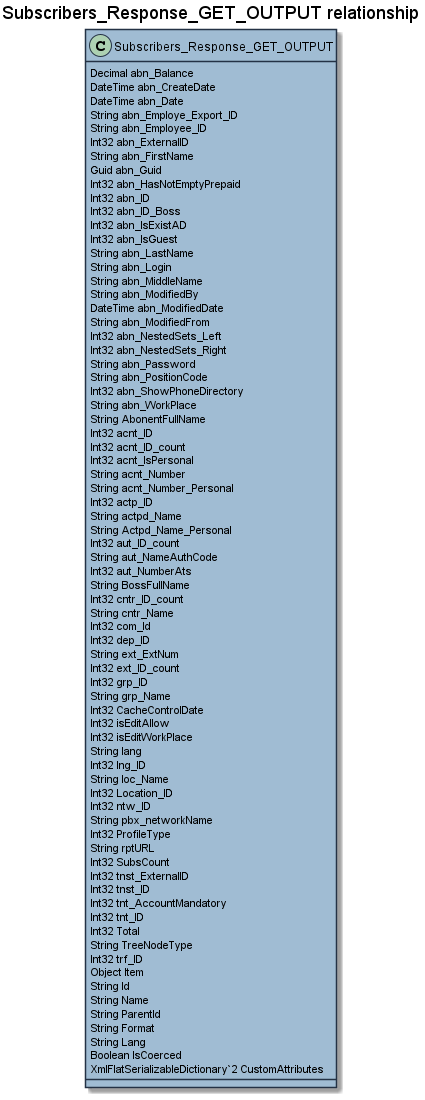 Subscribers_Response_GET_OUTPUT relationship
C Subscribers_Response_GET_OUTPUT
Decimal abn_Balance
DateTime abn_CreateDate
DateTime abn_Date
String abn_Employe_Export_ID
String abn_Employee_ID
Int32 abn_ExternalID
String abn_FirstName
Guid abn_Guid
Int32 abn_HasNotEmptyPrepaid
Int32 abn_ID
Int32 abn_ID_Boss
Int32 abn_IsExistAD
Int32 abn_IsGuest
String abn_LastName
String abn_Login
String abn_MiddleName
String abn_ModifiedBy
DateTime abn_ModifiedDate
String abn_ModifiedFrom
Int32 abn_NestedSets_Left
Int32 abn_NestedSets_Right
String abn_Password
String abn_PositionCode
Int32 abn_ShowPhoneDirectory
String abn_WorkPlace
String AbonentFullName
Int32 acnt_ID
Int32 acnt_ID_count
Int32 acnt_IsPersonal
String acnt_Number
String acnt_Number_Personal
Int32 actp_ID
String actpd_Name
String Actpd_Name_Personal
Int32 aut_ID_count
String aut_NameAuthCode
Int32 aut_NumberAts
String BossFullName
Int32 cntr_ID_count
String cntr_Name
Int32 com_Id
Int32 dep_ID
String ext_ExtNum
Int32 ext_ID_count
Int32 grp_ID
String grp_Name
Int32 CacheControlDate
Int32 isEditAllow
Int32 isEditWorkPlace
String lang
Int32 lng_ID
String loc_Name
Int32 Location_ID
Int32 ntw_ID
String pbx_networkName
Int32 ProfileType
String rptURL
Int32 SubsCount
Int32 tnst_ExternalID
Int32 tnst_ID
Int32 tnt_AccountMandatory
Int32 tnt_ID
Int32 Total
String TreeNodeType
Int32 trf_ID
Object Item
String Id
String Name
String ParentId
String Format
String Lang
Boolean IsCoerced
XmlFlatSerializableDictionary`2 CustomAttributes